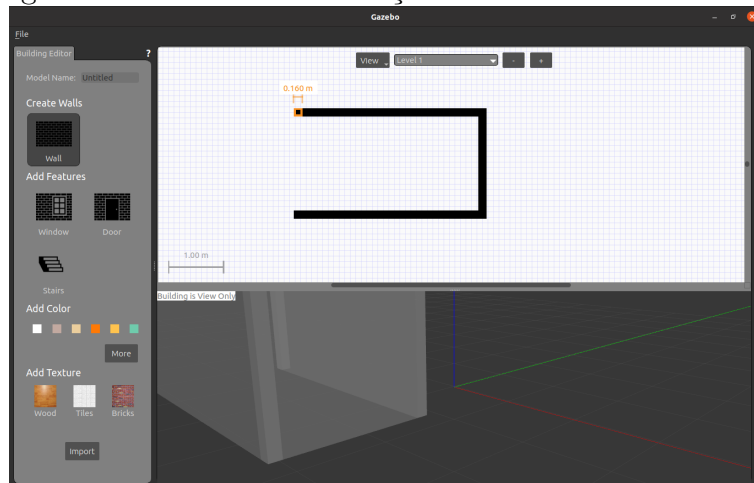 Gazebo
File
Building Editor ?
Model Name: Untitled
Create Walls
Wall
Add Features
Window Door
Stairs
Add Color
More
Add Texture
Wood Tiles Bricks
Import
View Level 1 - +
0.160 m
1.00 m
Building is View Only